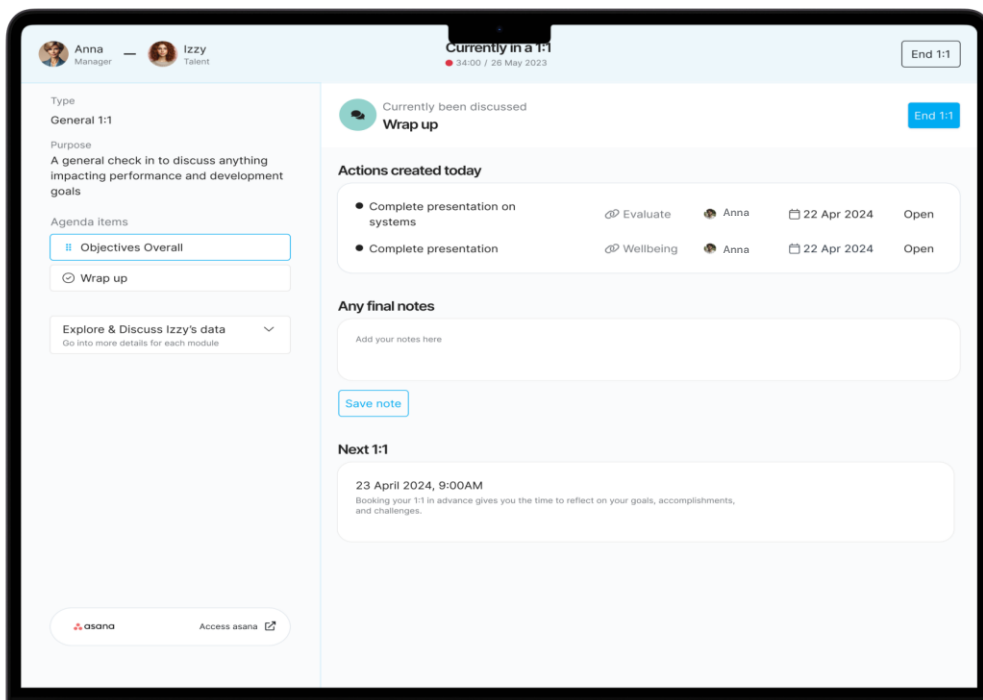 Anna
Manager
Izzy
Talent
Currently in a 1:1
34:00 / 26 May 2023
End 1:1
Type
General 1:1
Purpose
A general check in to discuss anything
impacting performance and development
goals
Agenda items
Objectives Overall
Wrap up
Explore & Discuss Izzy's data
Go into more details for each module
asana
Access asana
Currently been discussed
Wrap up
End 1:1
Actions created today
Complete presentation on
systems
Evaluate
Anna
22 Apr 2024
Open
Complete presentation
Wellbeing
Anna
22 Apr 2024
Open
Any final notes
Add your notes here
Save note
Next 1:1
23 April 2024, 9:00AM
Booking your 1:1 in advance gives you the time to reflect on your goals, accomplishments,
and challenges.